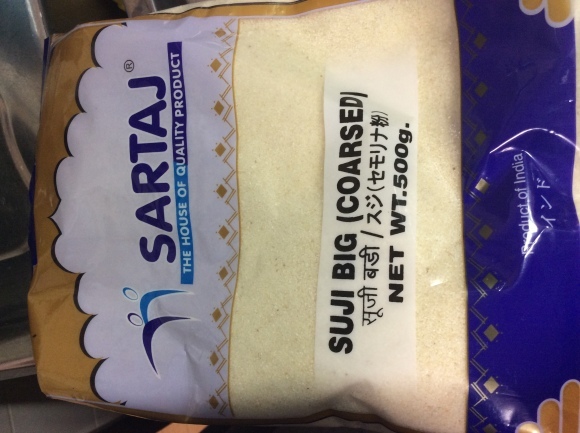 SARTAJ®
THE HOUSE OF QUALITY PRODUCT
SUJI BIG (COARSED)
सूजी बड़ी / スジ(セモリナ粉)
NET WT.500g.
Product of India
インド